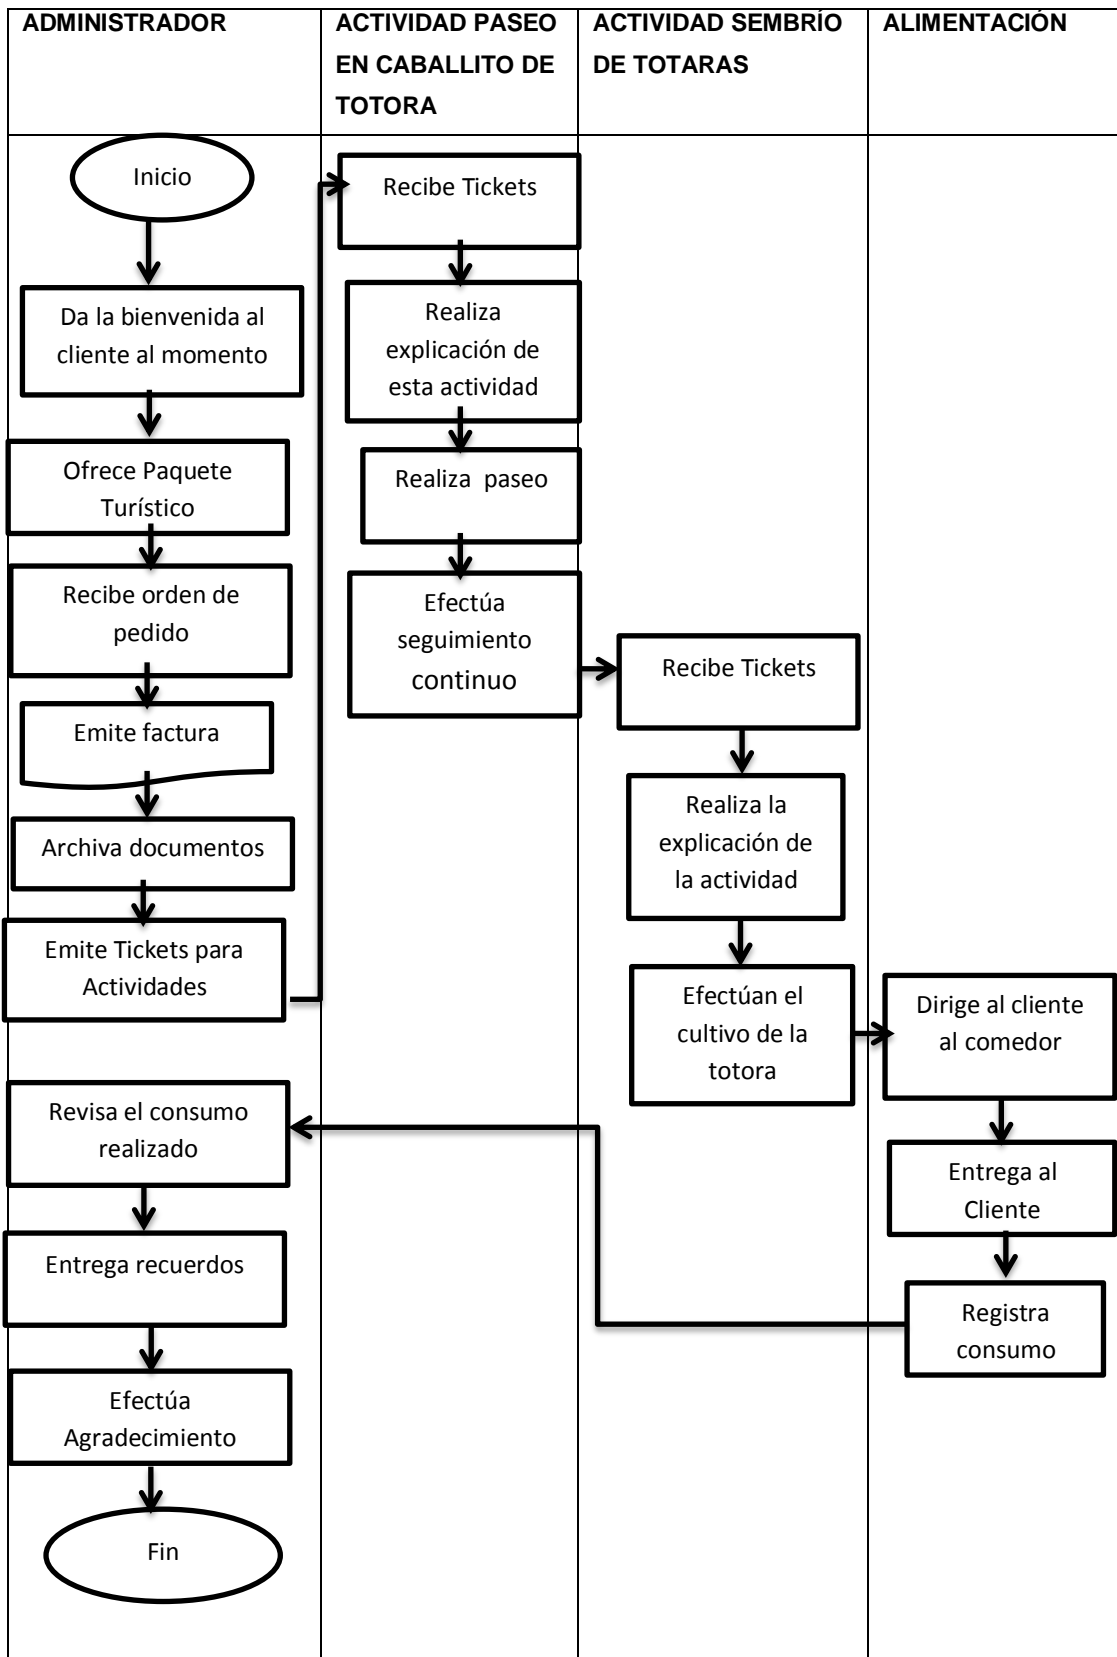 ADMINISTRADOR
ACTIVIDAD PASEO
EN CABALLITO DE
TOTORA
ACTIVIDAD SEMBRÍO
DE TOTARAS
ALIMENTACIÓN
Inicio
Da la bienvenida al
cliente al momento
Ofrece Paquete
Turístico
Recibe orden de
pedido
Emite factura
Archiva documentos
Emite Tickets para
Actividades
Recibe Tickets
Realiza
explicación de
esta actividad
Realiza paseo
Efectúa
seguimiento
continuo
Recibe Tickets
Realiza la
explicación de
la actividad
Efectúan el
cultivo de la
totora
Dirige al cliente
al comedor
Entrega al
Cliente
Registra
consumo
Revisa el consumo
realizado
Entrega recuerdos
Efectúa
Agradecimiento
Fin